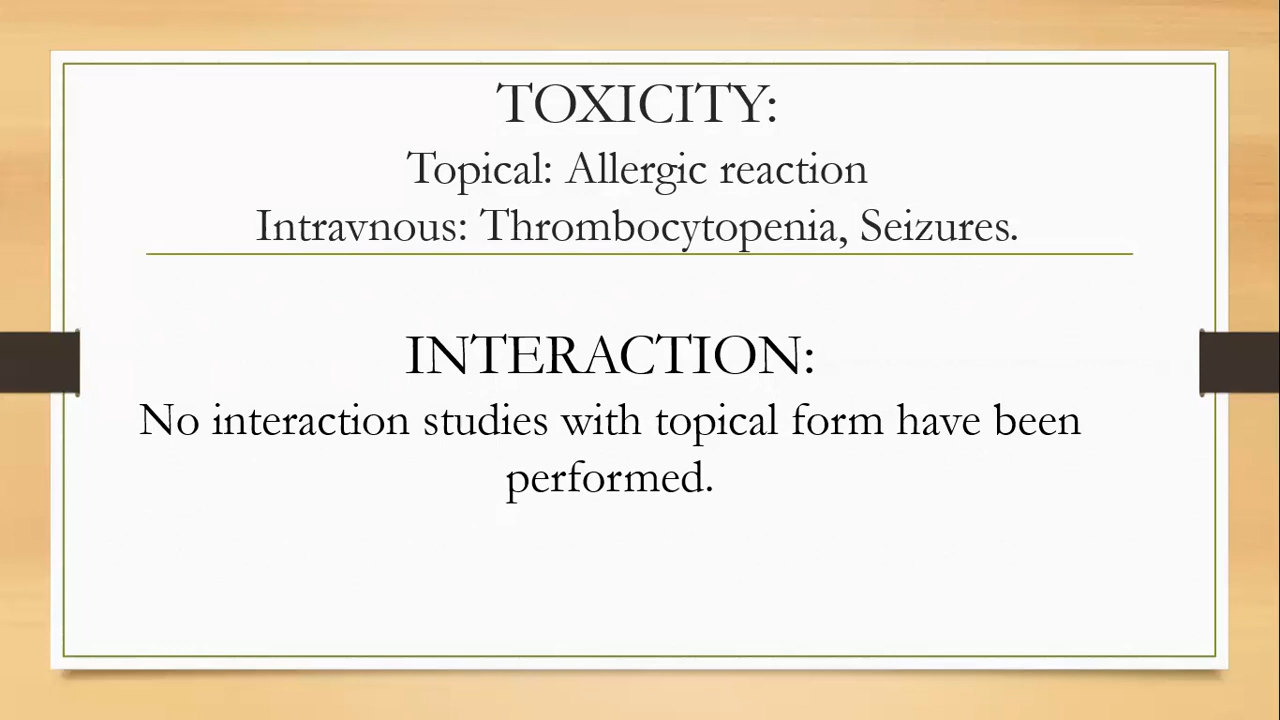 TOXICITY:
Topical: Allergic reaction
Intravnous: Thrombocytopenia, Seizures.
INTERACTION:
No interaction studies with topical form have been
performed.